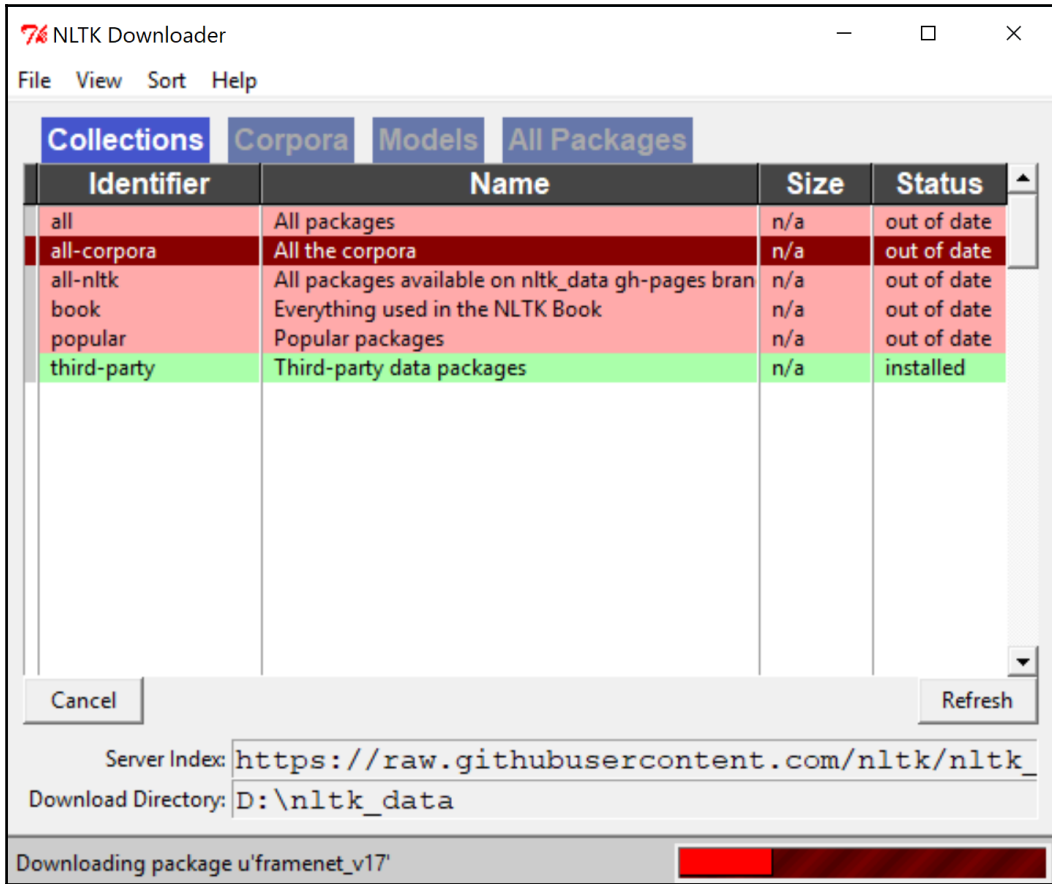 NLTK Downloader
File View Sort Help
Collections Corpora Models All Packages
Identifier Name Size Status
all All packages n/a out of date
all-corpora All the corpora n/a out of date
all-nltk All packages available on nltk_data gh-pages bran n/a out of date
book Everything used in the NLTK Book n/a out of date
popular Popular packages n/a out of date
third-party Third-party data packages n/a installed
Cancel Refresh
Server Index: https://raw.githubusercontent.com/nltk/nltk_
Download Directory: D:\nltk_data
Downloading package u'framenet_v17'